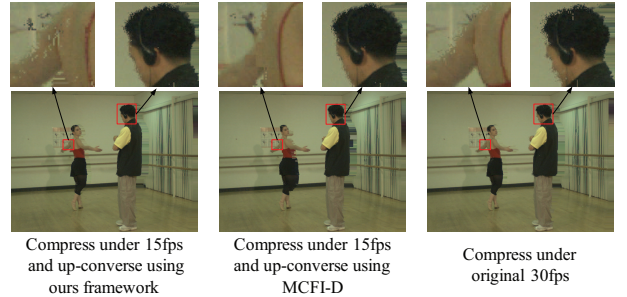 Compress under 15fps
and up-converse using
ours framework
Compress under 15fps
and up-converse using
MCFI-D
Compress under
original 30fps